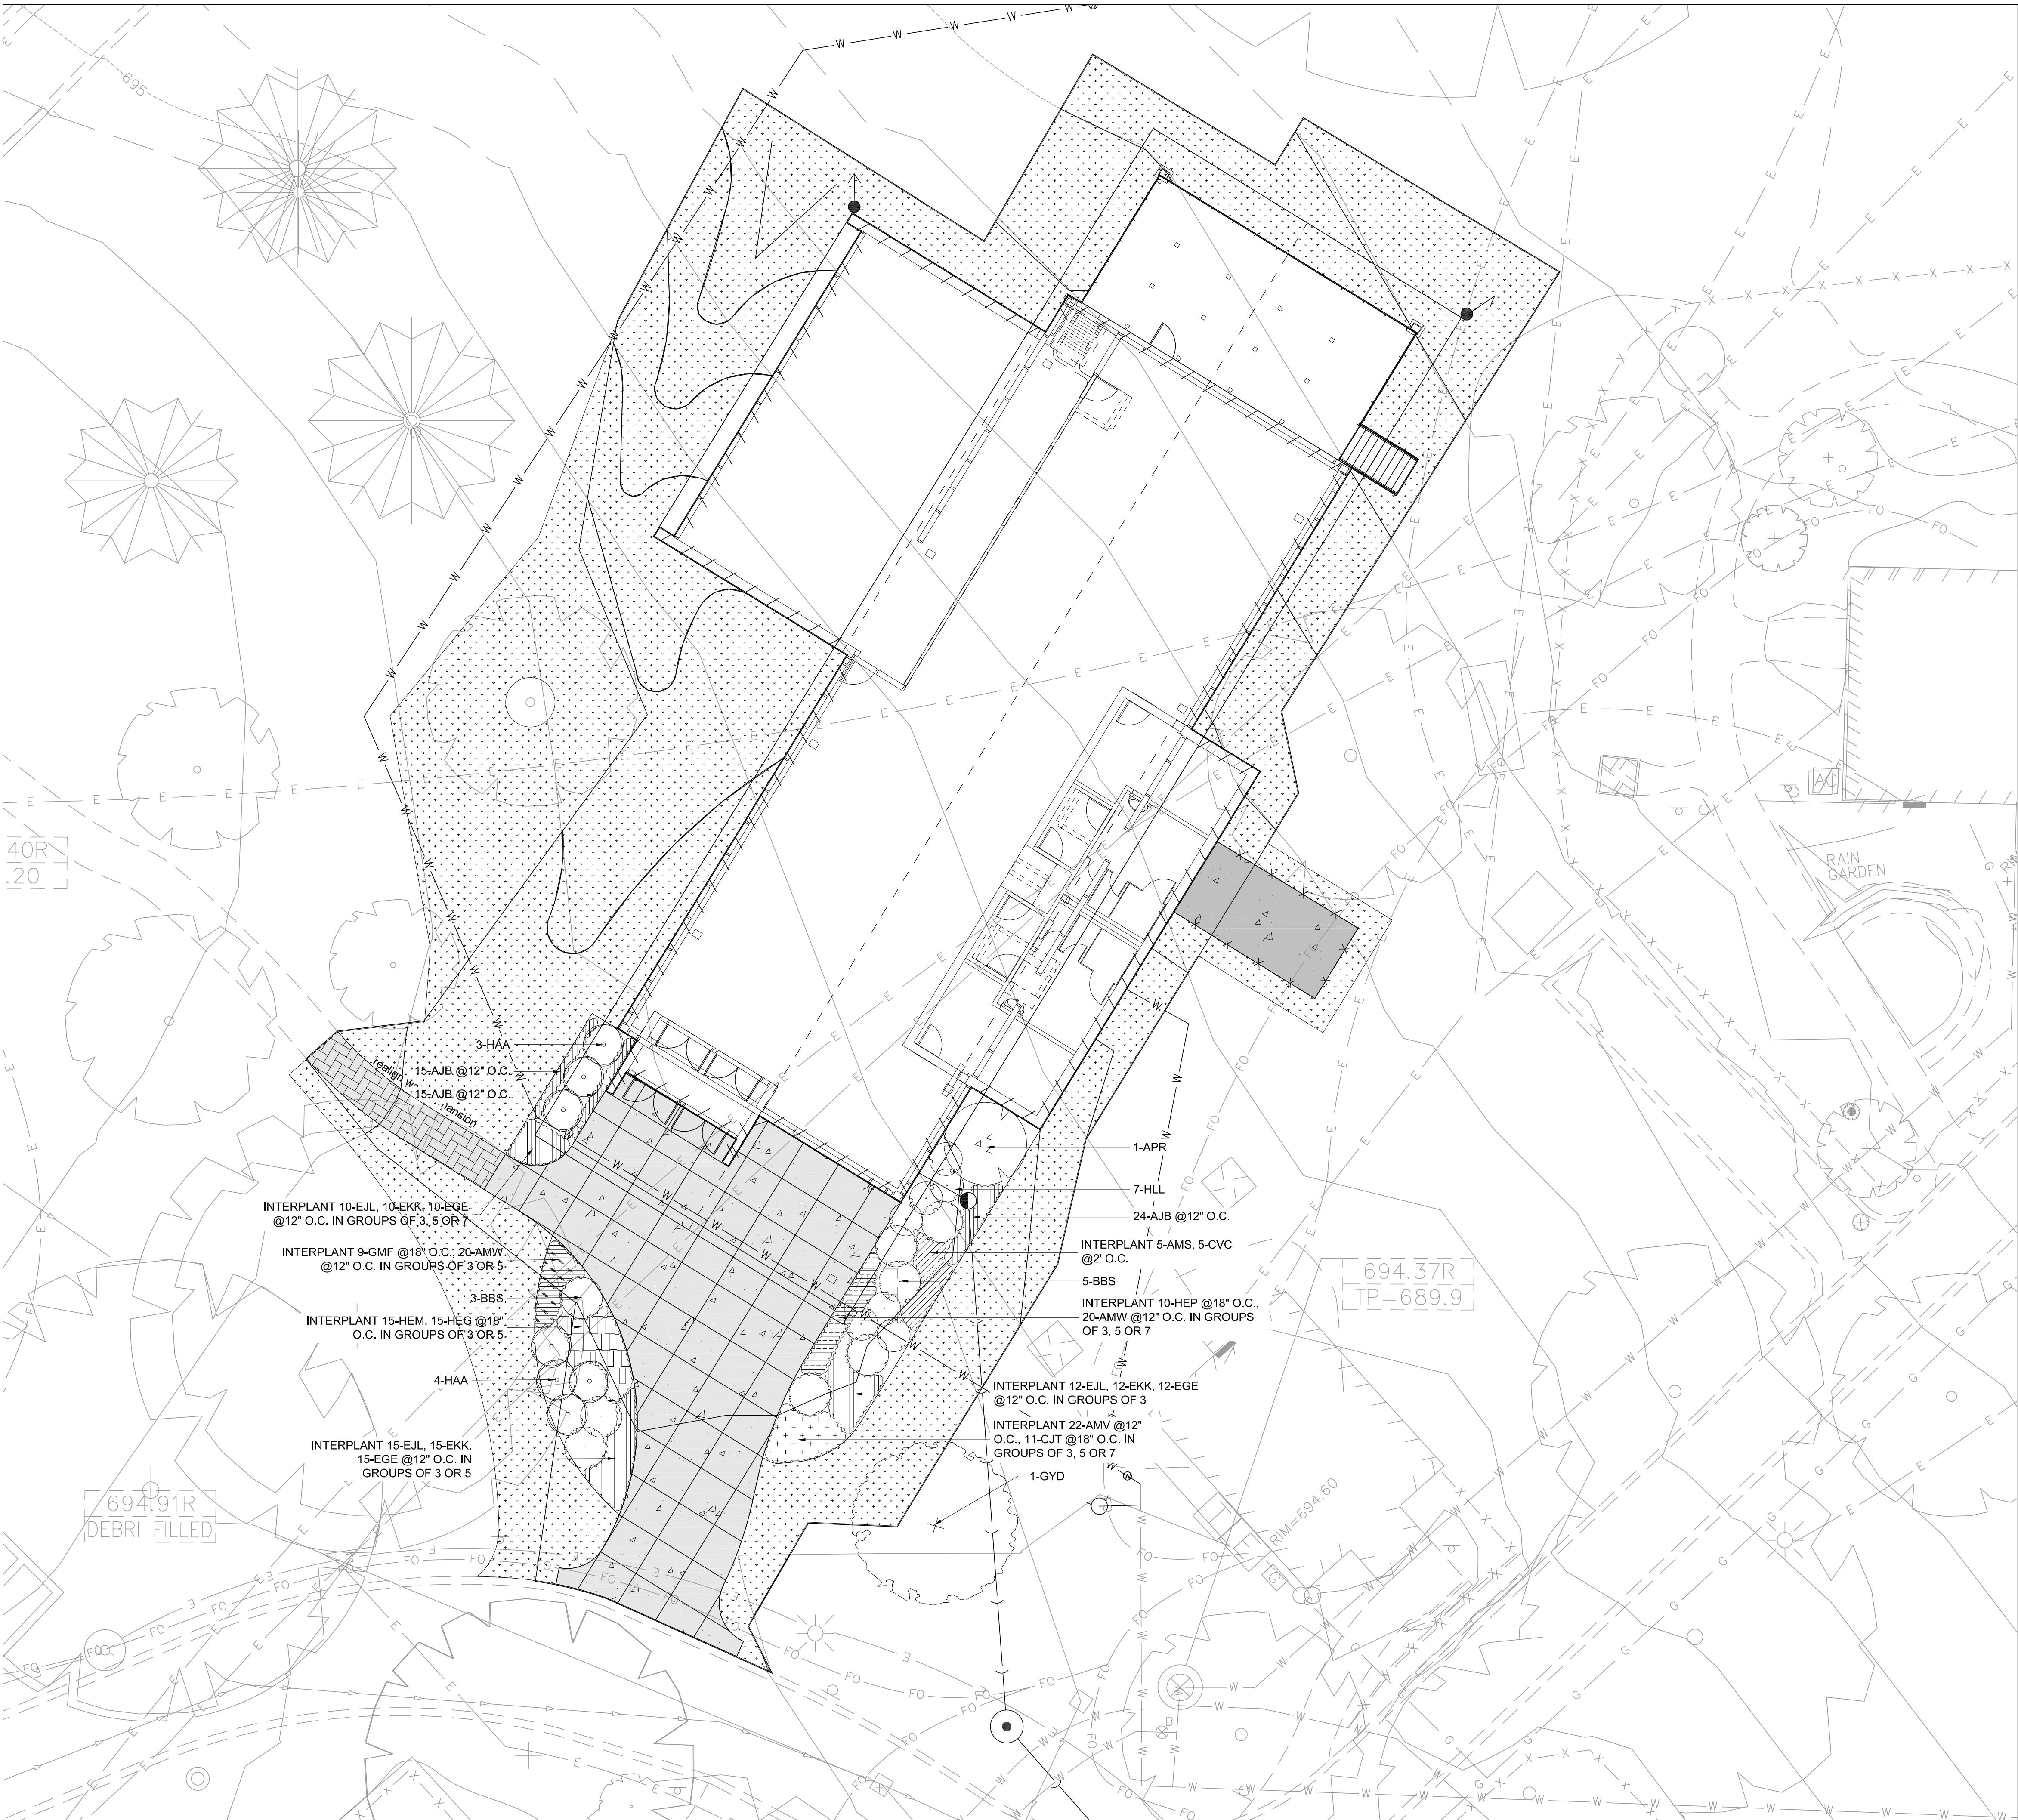 695
40R
.20
RAIN
GARDEN
AC
3-HAA
15-AJB @12" O.C.
15-AJB @12" O.C.
realign w
ansion
1-APR
7-HLL
24-AJB @12" O.C.
INTERPLANT 10-EJL, 10-EKK, 10-EGE
@12" O.C. IN GROUPS OF 3, 5 OR 7
INTERPLANT 9-GMF @18" O.C., 20-AMW
@12" O.C. IN GROUPS OF 3 OR 5
INTERPLANT 5-AMS, 5-CVC
@2' O.C.
5-BBS
3-BBS
INTERPLANT 15-HEM, 15-HEG @18"
O.C. IN GROUPS OF 3 OR 5
INTERPLANT 10-HEP @18" O.C.,
20-AMW @12" O.C. IN GROUPS
OF 3, 5 OR 7
694.37R
TP=689.9
4-HAA
INTERPLANT 12-EJL, 12-EKK, 12-EGE
@12" O.C. IN GROUPS OF 3
INTERPLANT 22-AMV @12"
O.C., 11-CJT @18" O.C. IN
GROUPS OF 3, 5 OR 7
INTERPLANT 15-EJL, 15-EKK,
15-EGE @12" O.C. IN
GROUPS OF 3 OR 5
1-GYD
694.91R
DEBRI FILLED
RIM=694.60
G
S
B
W
E
FO
X